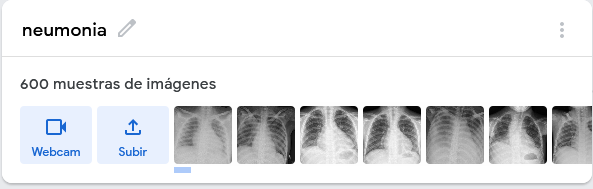 neumonia
600 muestras de imágenes
Webcam
Subir